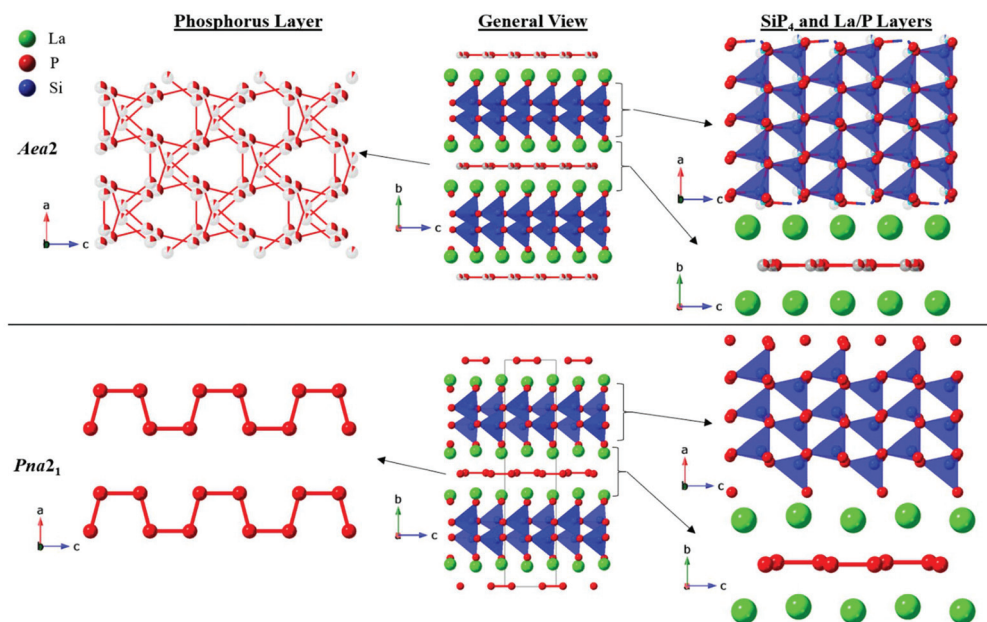 Phosphorus Layer
General View
SiP₄ and La/P Layers
La
P
Si
Aea2
a
b
c
b
a
c
a
b
c
b
a
c
Pna2₁
a
b
c
b
a
c
a
b
c
b
a
c